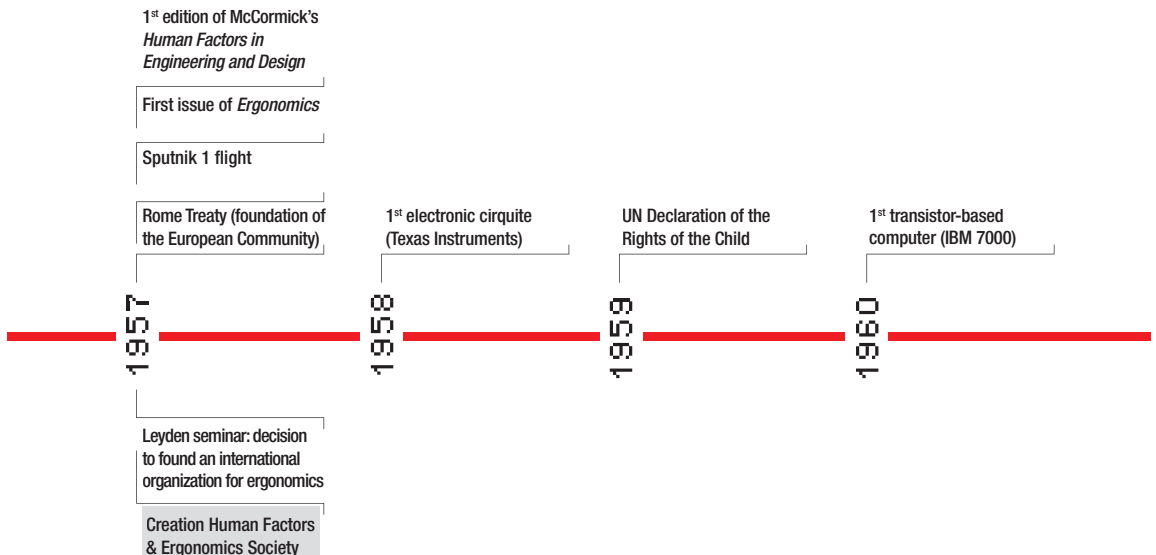 1st edition of McCormick's
Human Factors in
Engineering and Design
First issue of Ergonomics
Sputnik 1 flight
Rome Treaty (foundation of
the European Community)
1st electronic cirquite
(Texas Instruments)
UN Declaration of the
Rights of the Child
1st transistor-based
computer (IBM 7000)
1957
1958
1959
1960
Leyden seminar: decision
to found an international
organization for ergonomics
Creation Human Factors
& Ergonomics Society